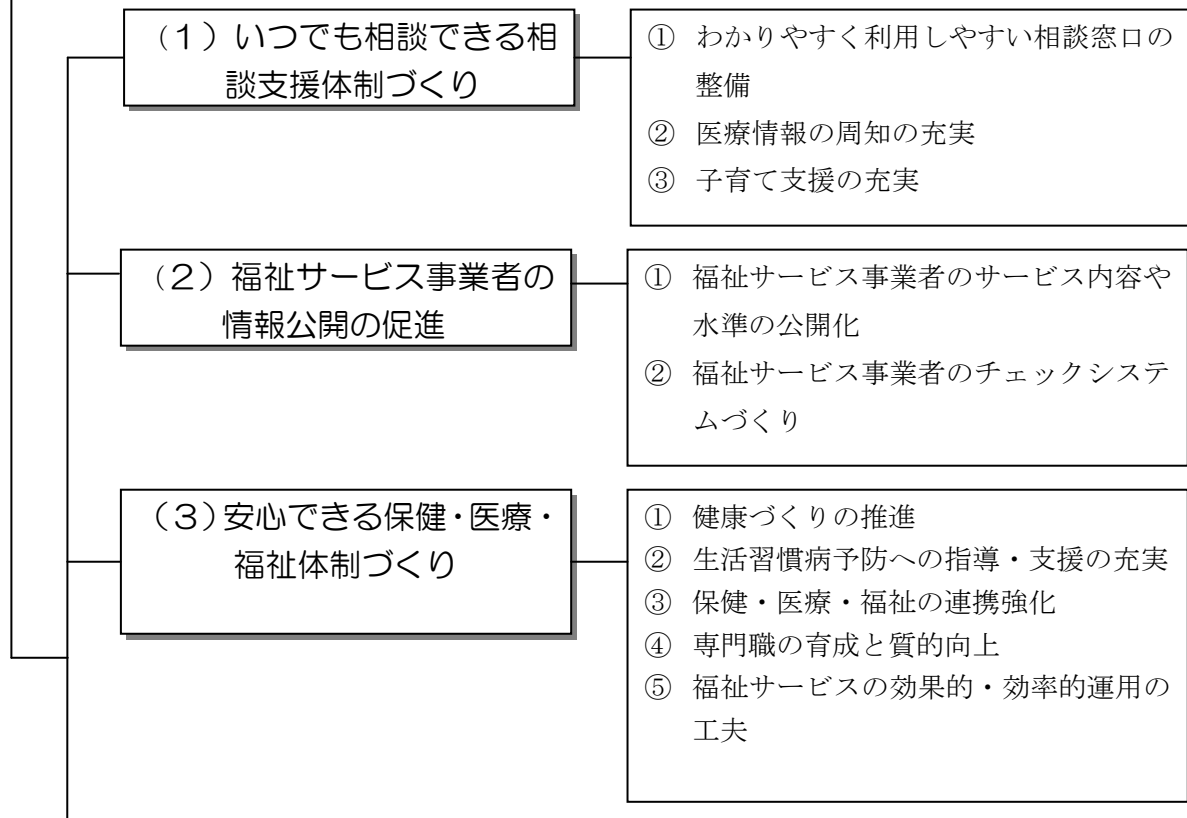 （１）いつでも相談できる相
談支援体制づくり
① わかりやすく利用しやすい相談窓口の
整備
② 医療情報の周知の充実
③ 子育て支援の充実
（２）福祉サービス事業者の
情報公開の促進
① 福祉サービス事業者のサービス内容や
水準の公開化
② 福祉サービス事業者のチェックシステ
ムづくり
（３）安心できる保健・医療・
福祉体制づくり
① 健康づくりの推進
② 生活習慣病予防への指導・支援の充実
③ 保健・医療・福祉の連携強化
④ 専門職の育成と質的向上
⑤ 福祉サービスの効果的・効率的運用の
工夫